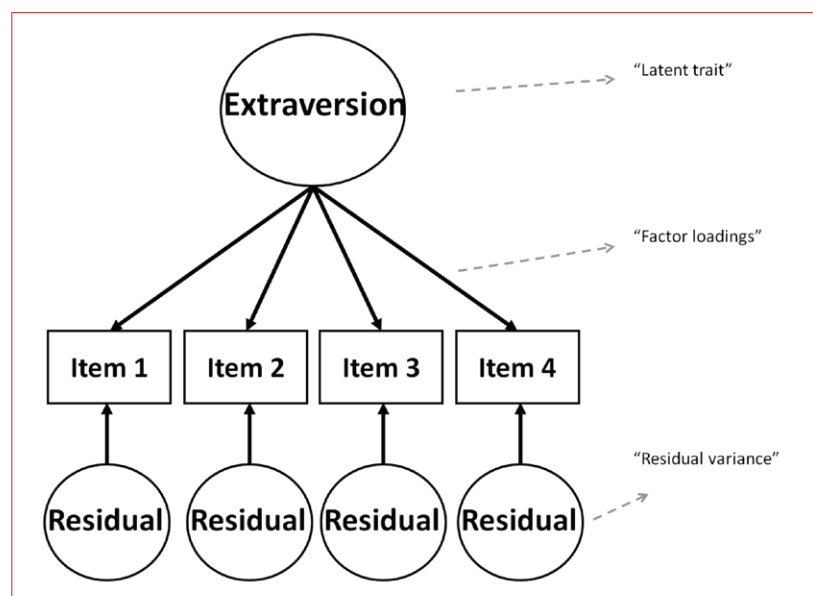 Extraversion
“Latent trait”
“Factor loadings”
Item 1
Item 2
Item 3
Item 4
“Residual variance”
Residual
Residual
Residual
Residual